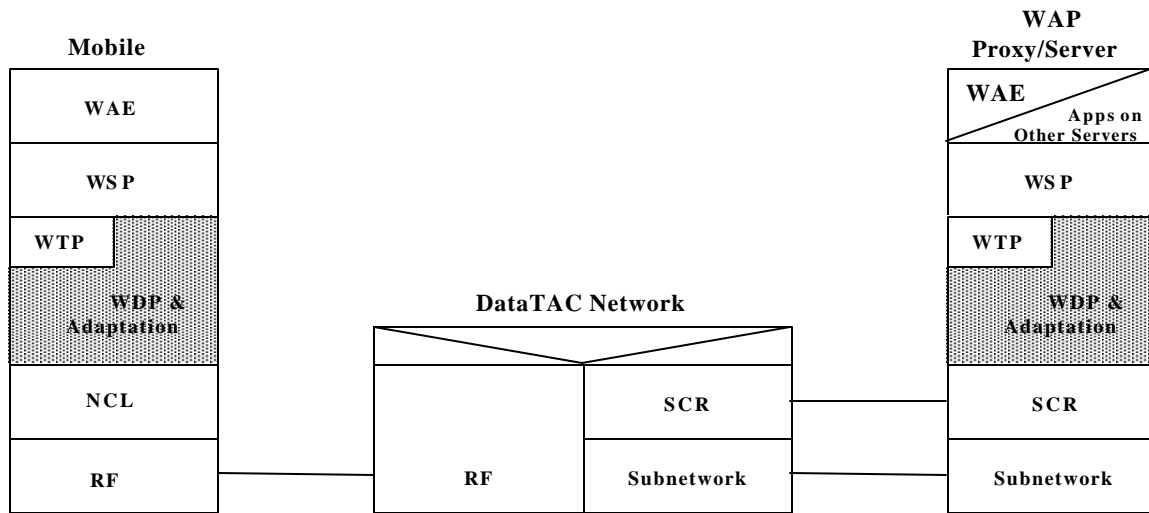 WAP
Proxy/Server
Mobile
WAE
WAE
Apps on
Other Servers
WSP
WSP
WTP
WTP
WDP &
Adaptation
WDP &
Adaptation
DataTAC Network
NCL
SCR
SCR
RF
RF
Subnetwork
Subnetwork